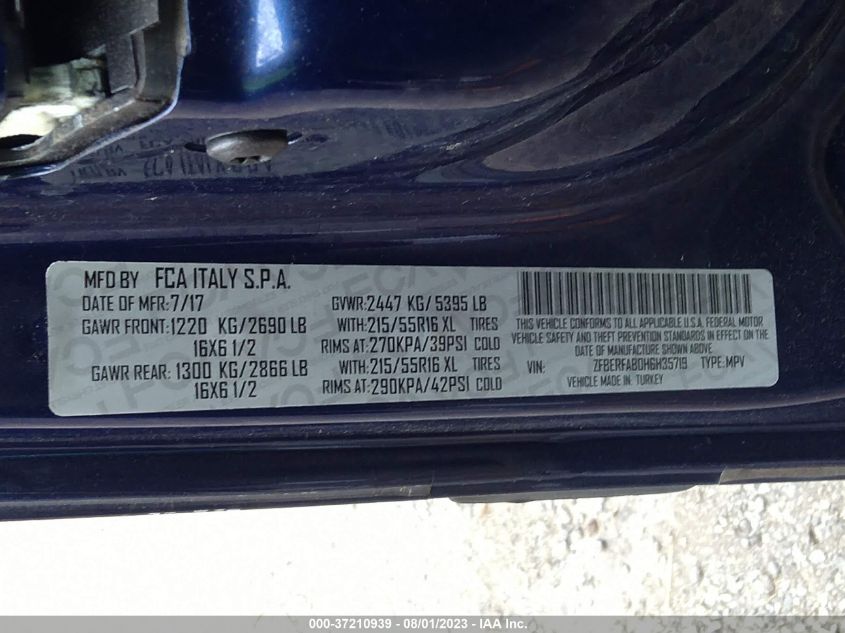 MFD BY FCA ITALY S.P.A.
DATE OF MFR:7/17 GVWR:2447 KG/ 5395 LB
GAWR FRONT:1220 KG/2690 LB WITH:215/55R16 XL TIRES
16X6 1/2 RIMS AT:270KPA/39PSI COLD
GAWR REAR: 1300 KG/2866 LB WITH:215/55R16 XL TIRES
16X6 1/2 RIMS AT:290KPA/42PSI COLD
THIS VEHICLE CONFORMS TO ALL APPLICABLE U.S.A. FEDERAL MOTOR
VEHICLE SAFETY, BUMPER, AND THEFT PREVENTION STANDARDS IN EFFECT ON THE
DATE OF MANUFACTURE SHOWN ABOVE.
VIN: ZFBERFAB0H6H35719 TYPE: MPV
VEHICLE MADE IN: TURKEY
000-37210939 - 08/01/2023 - © IAA, Inc.